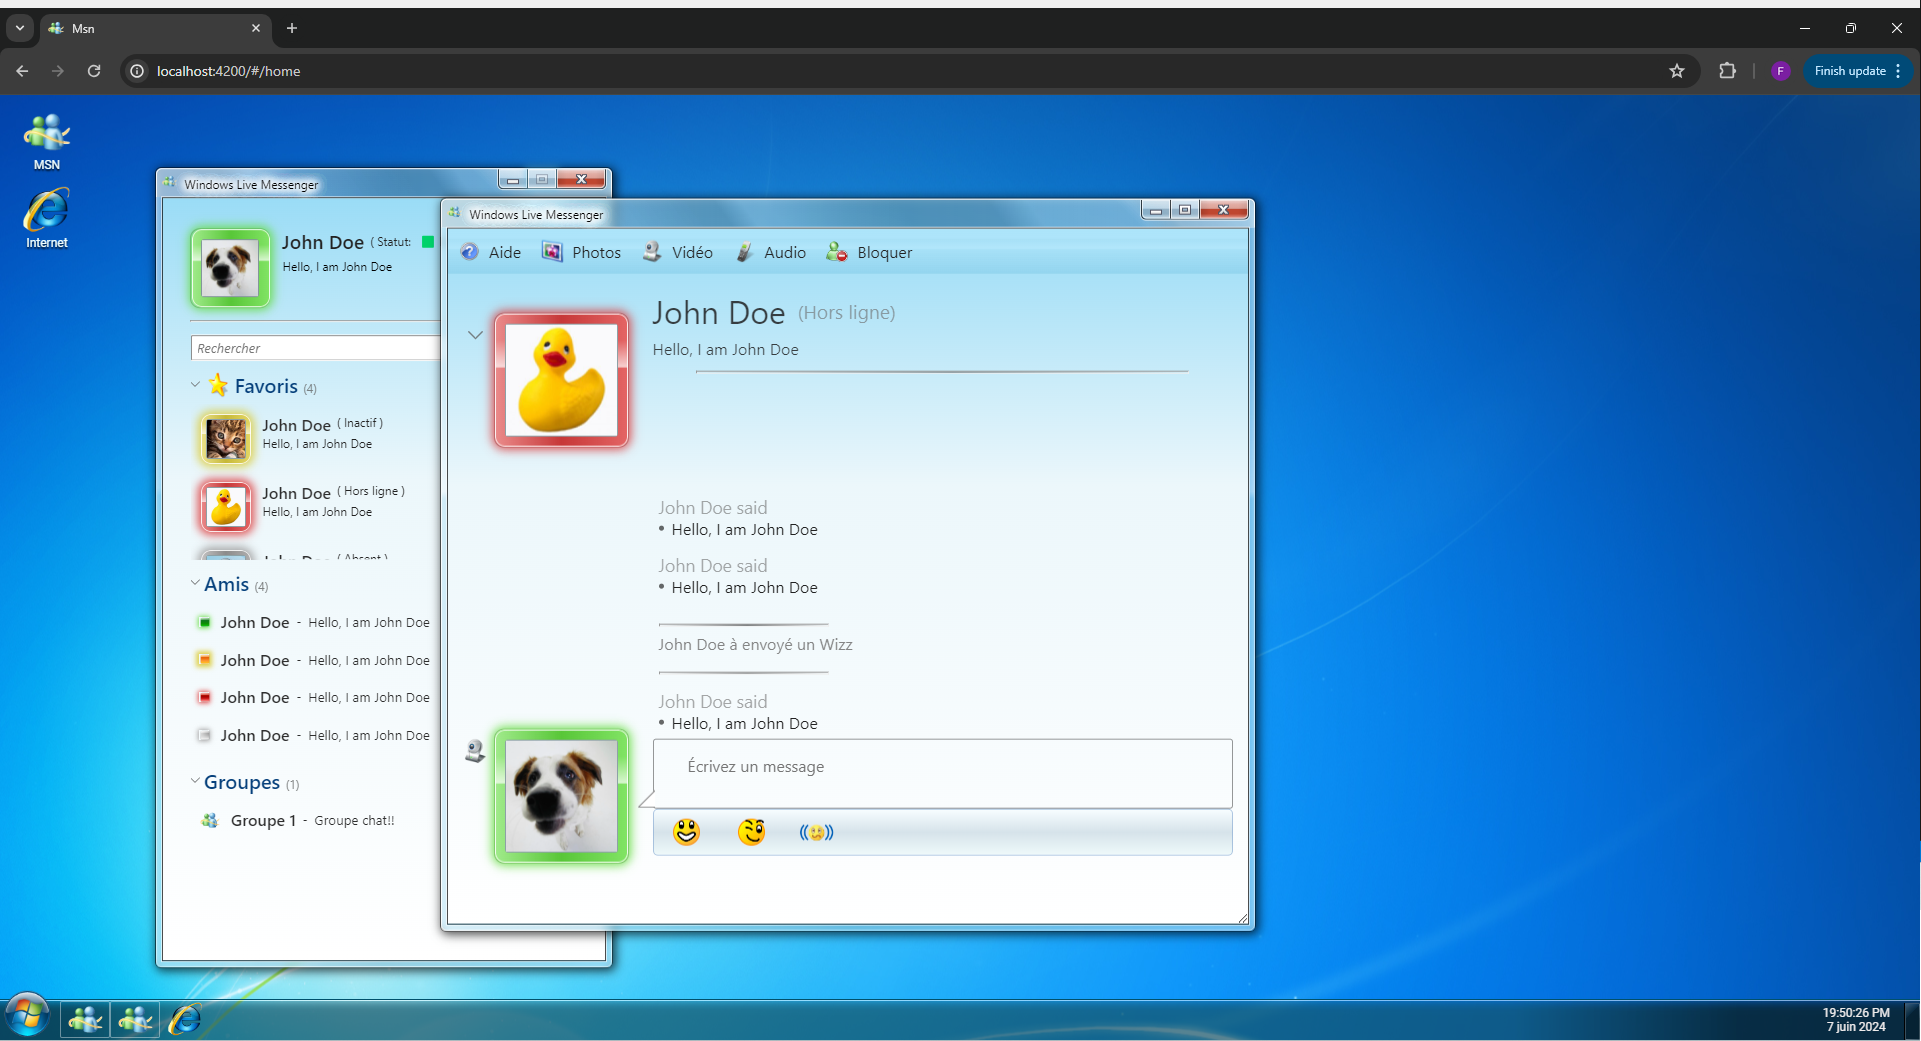 Msn
localhost:4200/#/home
F
Finish update
MSN
Internet
Windows Live Messenger
John Doe ( Statut:
Hello, I am John Doe
Rechercher
Favoris (4)
John Doe ( Inactif )
Hello, I am John Doe
John Doe ( Hors ligne )
Hello, I am John Doe
John Doe ( Absent )
Amis (4)
John Doe - Hello, I am John Doe
John Doe - Hello, I am John Doe
John Doe - Hello, I am John Doe
John Doe - Hello, I am John Doe
Groupes (1)
Groupe 1 - Groupe chat!!
Windows Live Messenger
Aide Photos Vidéo Audio Bloquer
John Doe (Hors ligne)
Hello, I am John Doe
John Doe said
• Hello, I am John Doe
John Doe said
• Hello, I am John Doe
John Doe à envoyé un Wizz
John Doe said
• Hello, I am John Doe
Écrivez un message
19:50:26 PM
7 juin 2024